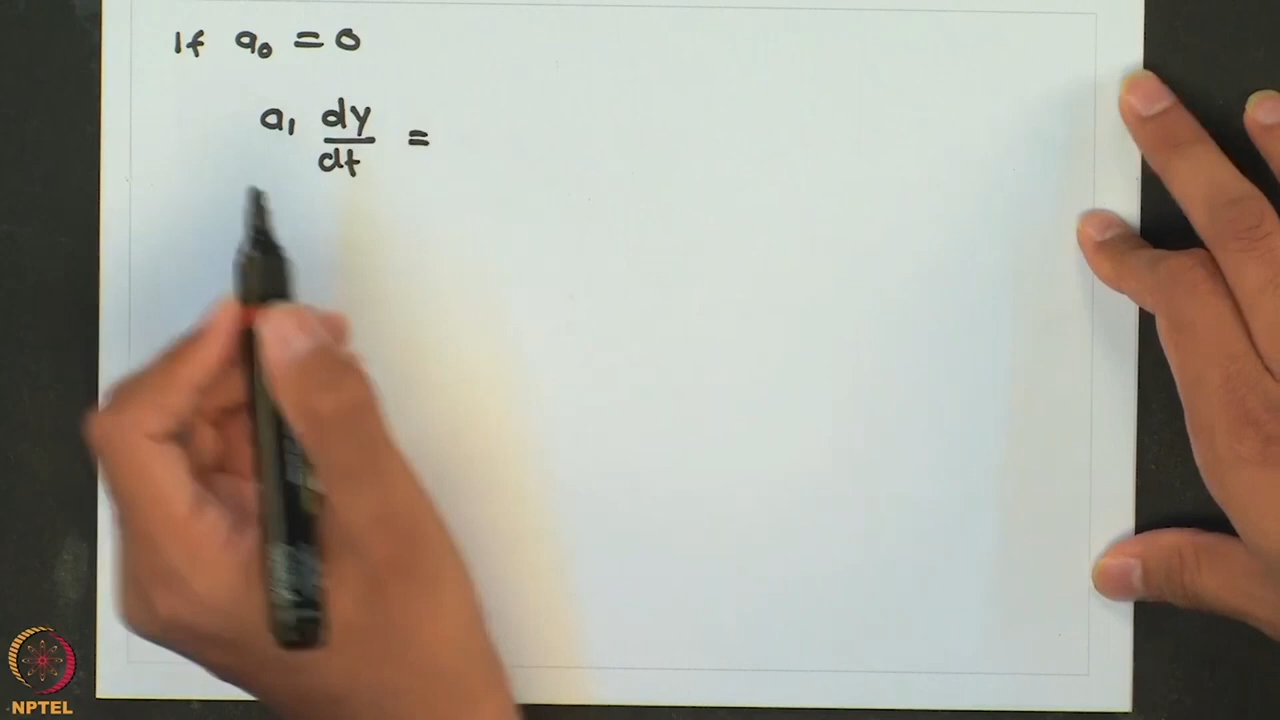 If a₀ = 0
a₁ dy/dt =
NPTEL